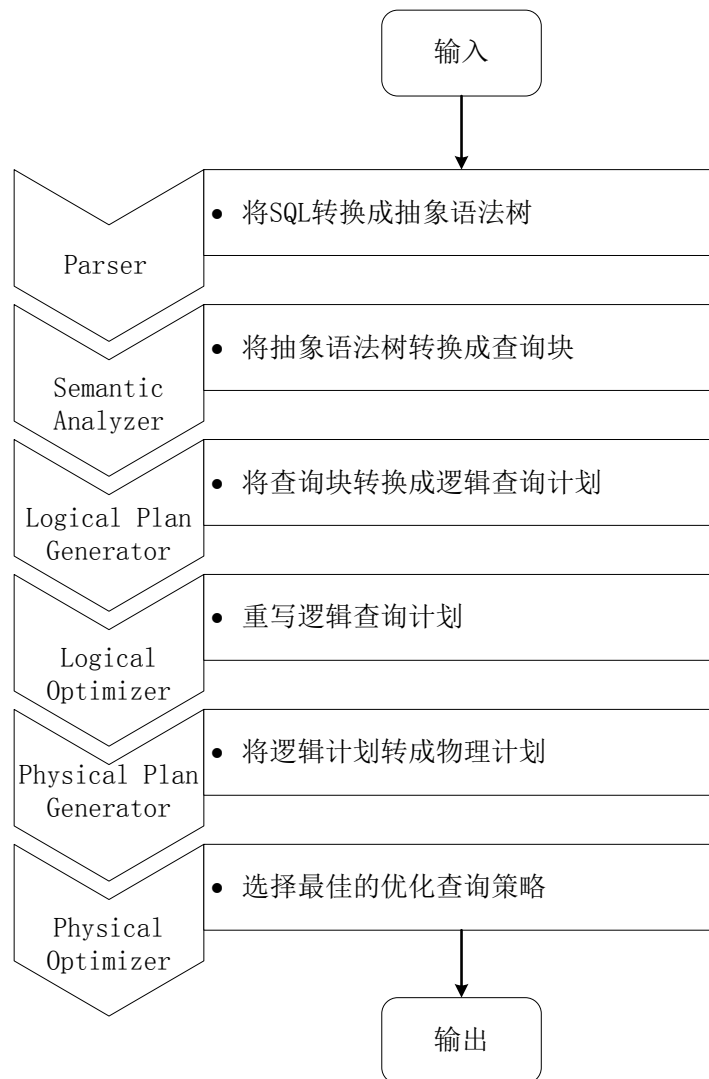 输入
Parser
• 将SQL转换成抽象语法树
Semantic
Analyzer
• 将抽象语法树转换成查询块
Logical Plan
Generator
• 将查询块转换成逻辑查询计划
Logical
Optimizer
• 重写逻辑查询计划
Physical Plan
Generator
• 将逻辑计划转成物理计划
Physical
Optimizer
• 选择最佳的优化查询策略
输出